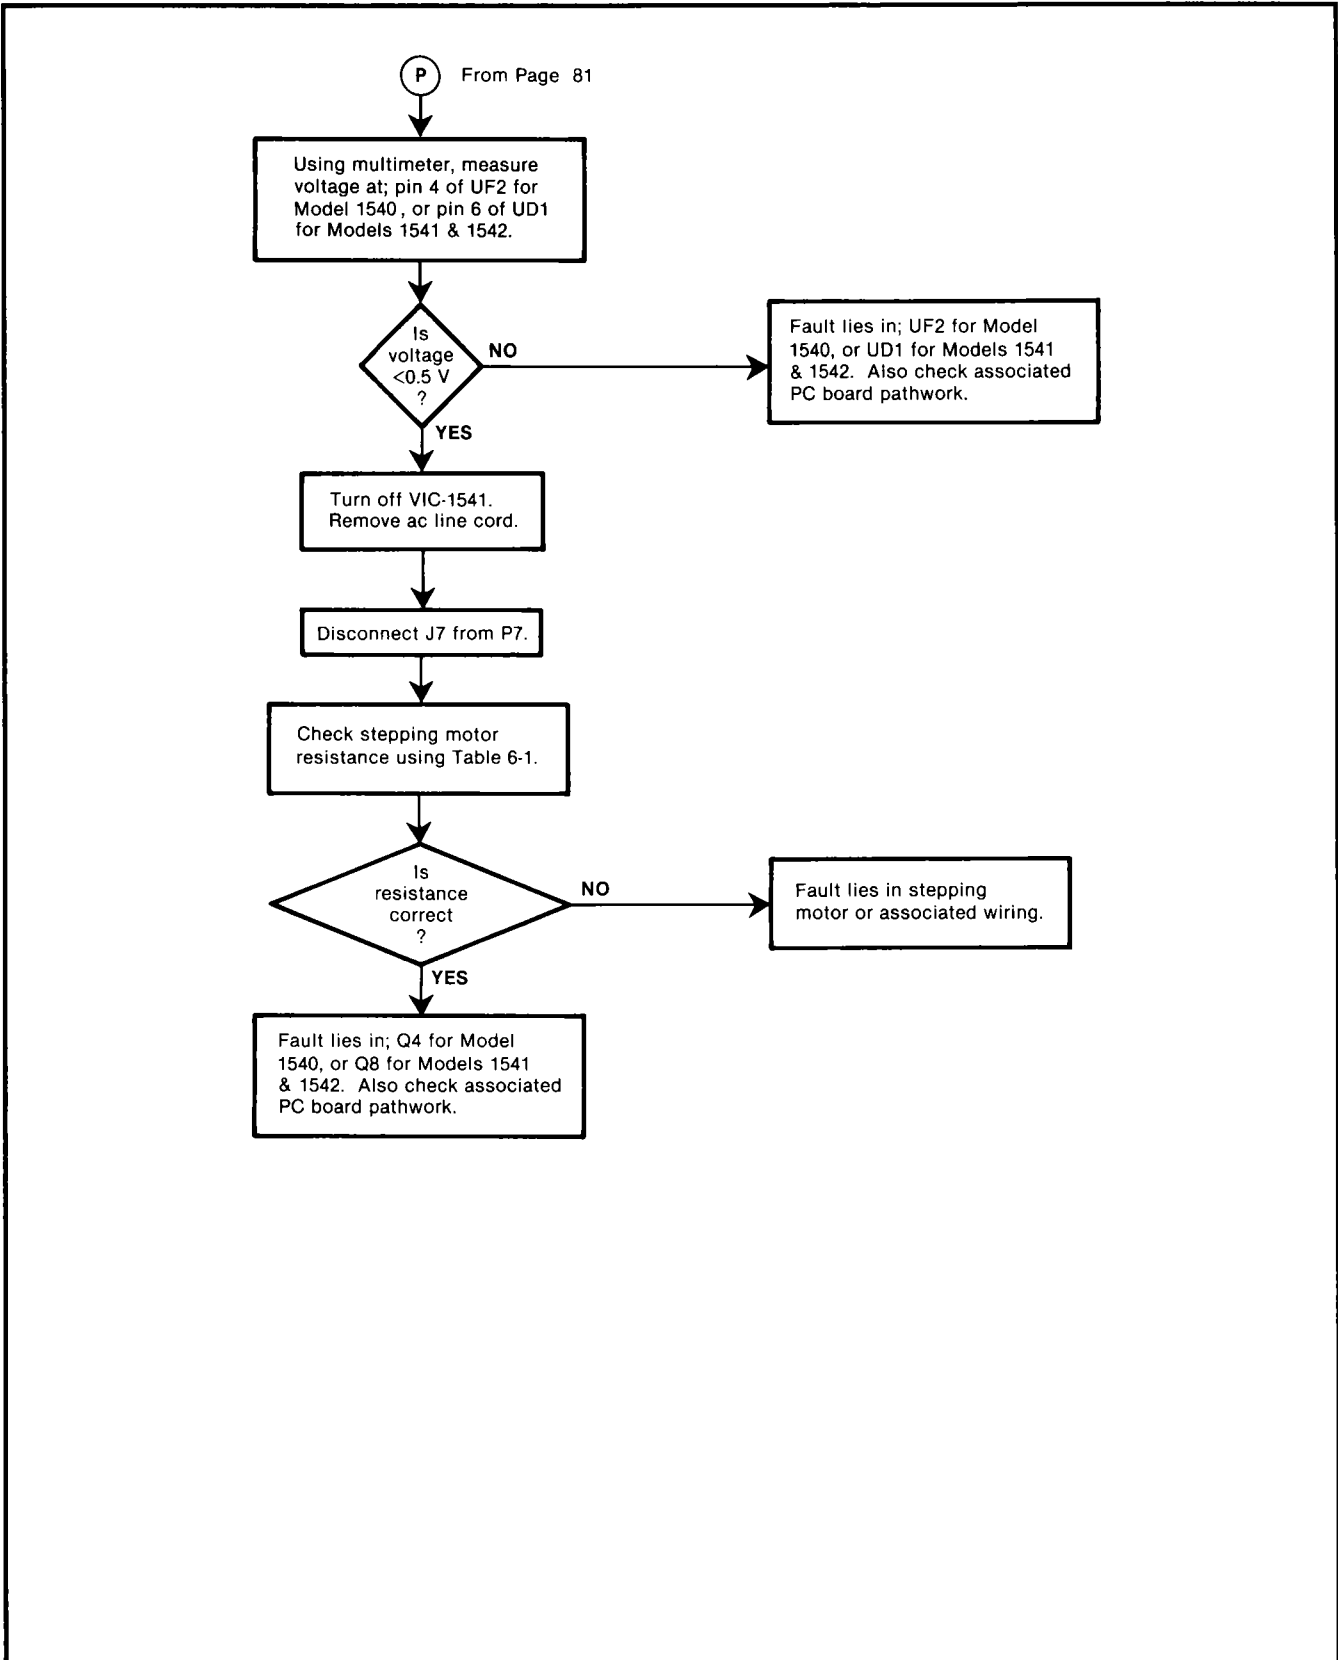 P From Page 81
Using multimeter, measure
voltage at; pin 4 of UF2 for
Model 1540, or pin 6 of UD1
for Models 1541 & 1542.
Is
voltage
<0.5 V
?
NO
Fault lies in; UF2 for Model
1540, or UD1 for Models 1541
& 1542. Also check associated
PC board pathwork.
YES
Turn off VIC-1541.
Remove ac line cord.
Disconnect J7 from P7.
Check stepping motor
resistance using Table 6-1.
Is
resistance
correct
?
NO
Fault lies in stepping
motor or associated wiring.
YES
Fault lies in; Q4 for Model
1540, or Q8 for Models 1541
& 1542. Also check associated
PC board pathwork.